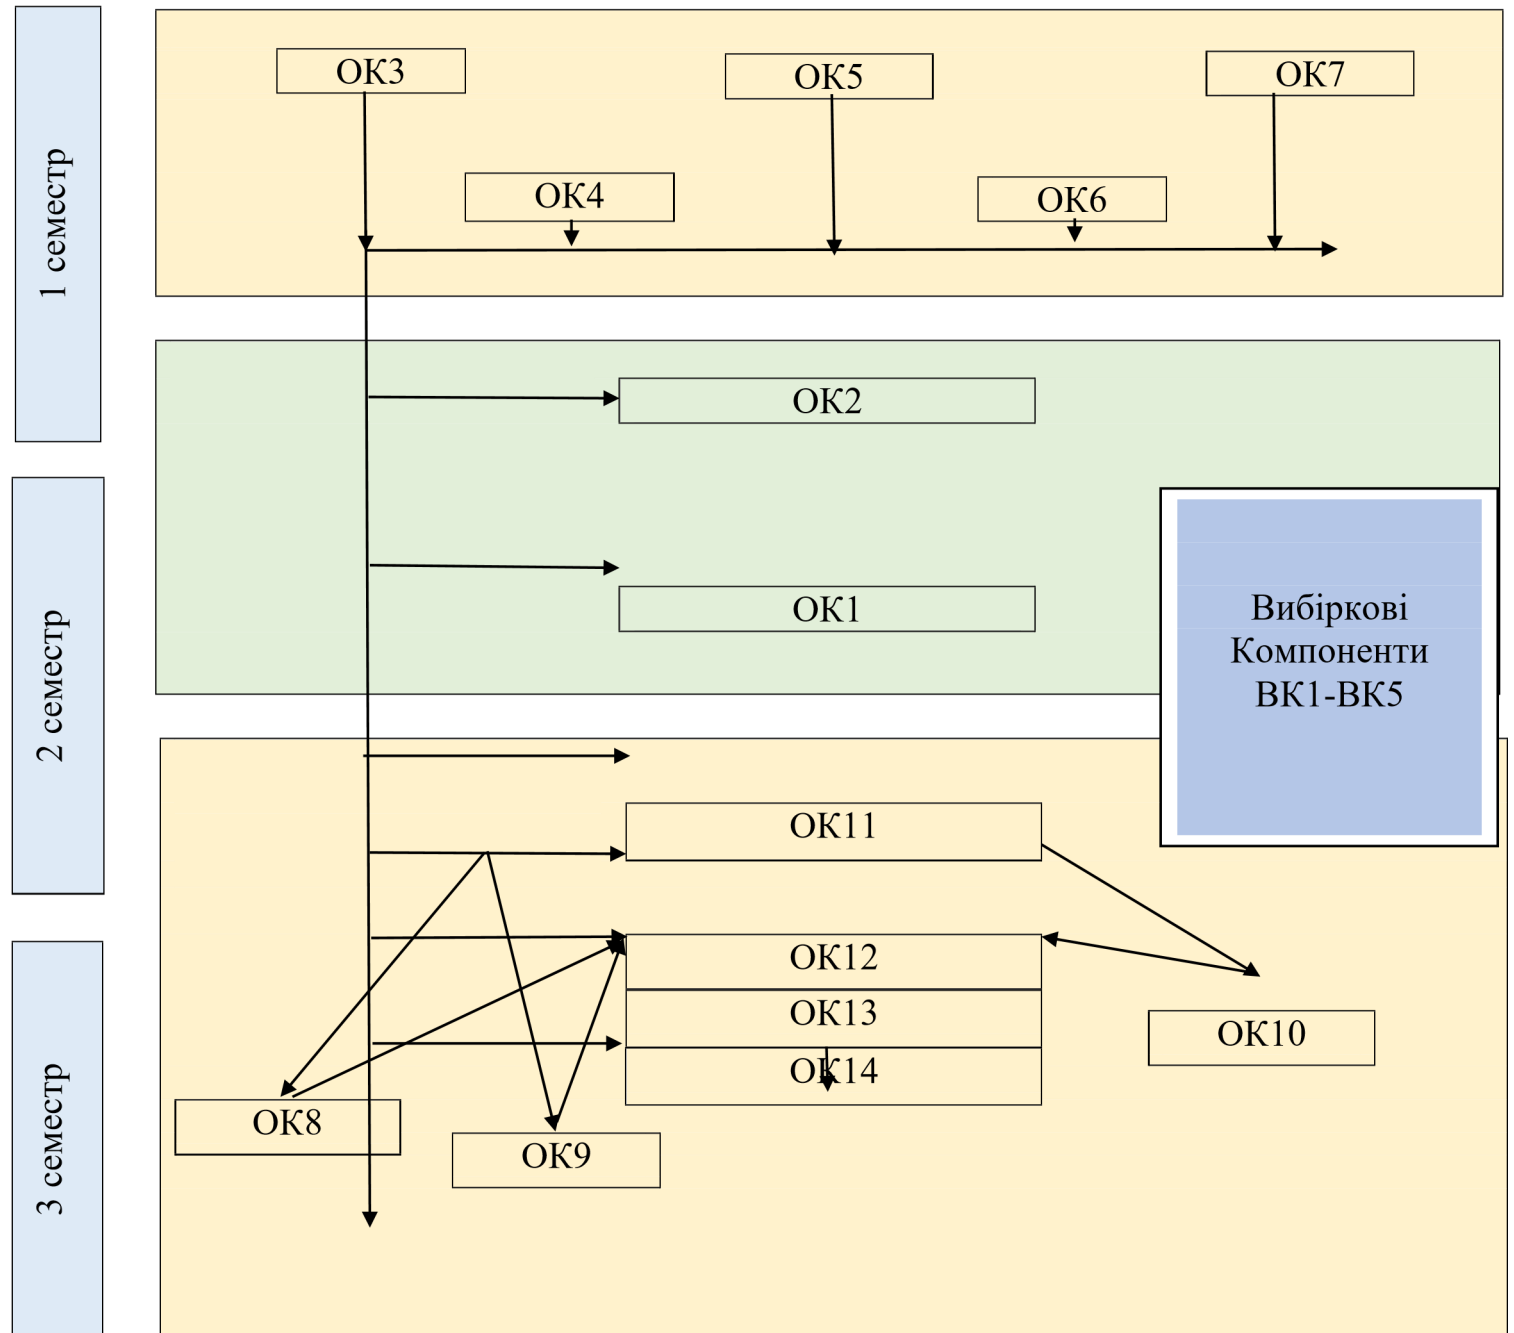 1 семестр
ОК3
ОК5
ОК7
ОК4
ОК6
ОК2
2 семестр
ОК1
Вибіркові
Компоненти
ВК1-ВК5
ОК11
3 семестр
ОК12
ОК13
ОК10
ОК14
ОК8
ОК9